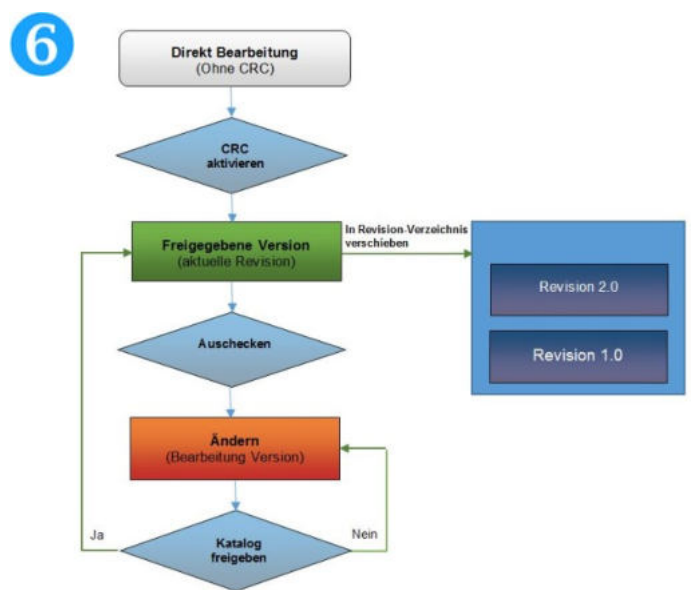 6
Direkt Bearbeitung
(Ohne CRC)
CRC
aktivieren
Freigegebene Version
(aktuelle Revision)
In Revision-Verzeichnis
verschieben
Revision 2.0
Revision 1.0
Auschecken
Ändern
(Bearbeitung Version)
Ja
Nein
Katalog
freigeben